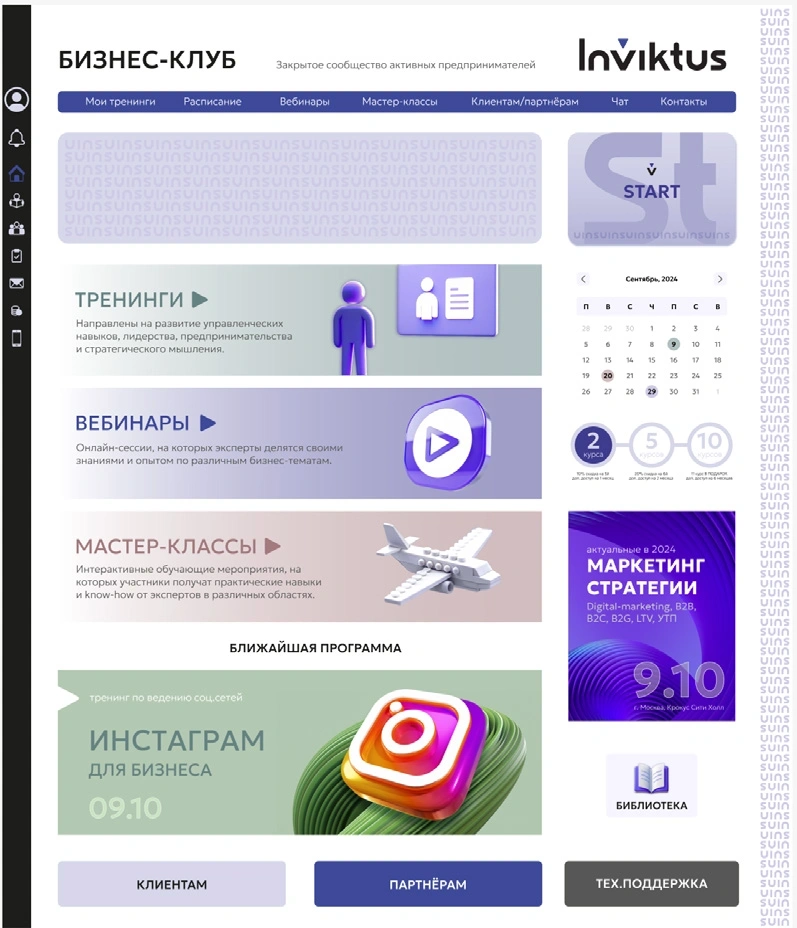 БИЗНЕС-КЛУБ
Закрытое сообщество активных предпринимателей
Inviktus
Мои тренинги Расписание Вебинары Мастер-классы Клиентам/партнёрам Чат Контакты
St
START
ТРЕНИНГИ
Направлены на развитие управленческих
навыков, лидерства, предпринимательства
и стратегического мышления.
Сентябрь, 2024
П В С Ч П С В
28 29 30 1 2 3 4
5 6 7 8 9 10 11
12 13 14 15 16 17 18
19 20 21 22 23 24 25
26 27 28 29 30 31 1
ВЕБИНАРЫ
Онлайн-сессии, на которых эксперты делятся своими
знаниями и опытом по различным бизнес-тематам.
2 5 10
курса курсов курсов
МАСТЕР-КЛАССЫ
Интерактивные обучающие мероприятия, на
которых участники получат практические навыки
и know-how от экспертов в различных областях.
актуальные в 2024
МАРКЕТИНГ
СТРАТЕГИИ
Digital-marketing, B2B,
B2C, B2G, LTV, УТП
9.10
г. Москва, Крокус Сити Холл
БЛИЖАЙШАЯ ПРОГРАММА
тренинг по ведению соц.сетей
ИНСТАГРАМ
ДЛЯ БИЗНЕСА
09.10
БИБЛИОТЕКА
КЛИЕНТАМ
ПАРТНЁРАМ
ТЕХ.ПОДДЕРЖКА